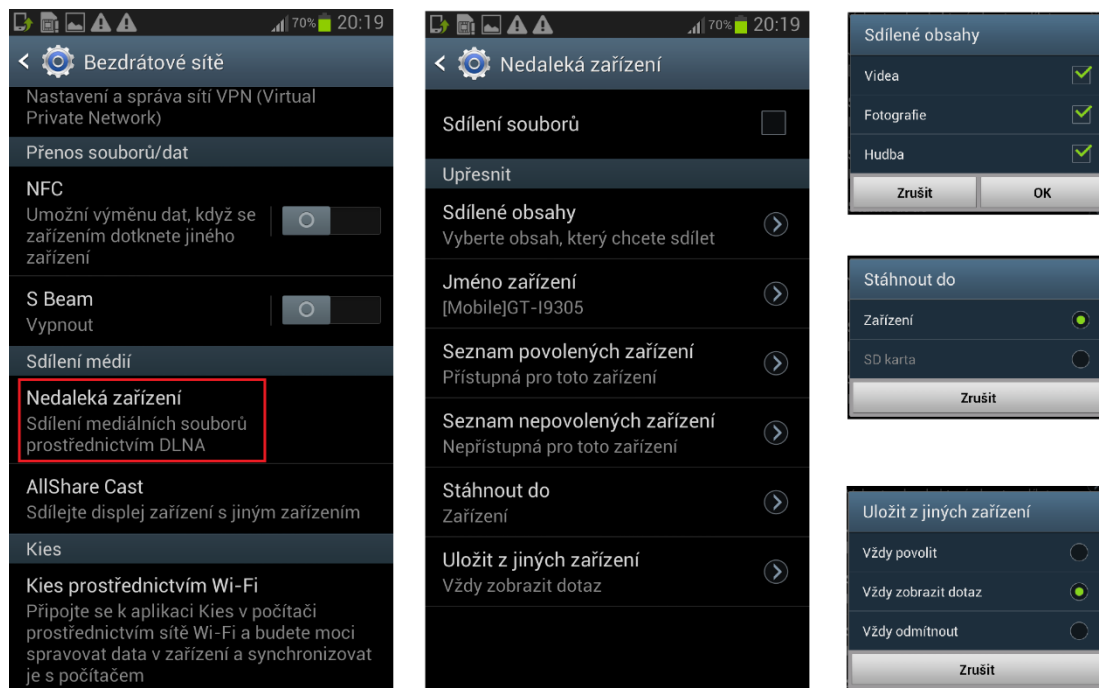 70% 20:19
Bezdrátové sítě
Nastavení a správa sítí VPN (Virtual
Private Network)
Přenos souborů/dat
NFC
Umožní výměnu dat, když se
zařízením dotknete jiného
zařízení
S Beam
Vypnout
Sdílení médií
Nedaleká zařízení
Sdílení mediálních souborů
prostřednictvím DLNA
AllShare Cast
Sdílejte displej zařízení s jiným zařízením
Kies
Kies prostřednictvím Wi-Fi
Připojte se k aplikaci Kies v počítači
prostřednictvím sítě Wi-Fi a budete moci
spravovat data v zařízení a synchronizovat
je s počítačem
70% 20:19
Nedaleká zařízení
Sdílení souborů
Upřesnit
Sdílené obsahy
Vyberte obsah, který chcete sdílet
Jméno zařízení
[Mobile]GT-I9305
Seznam povolených zařízení
Přístupná pro toto zařízení
Seznam nepovolených zařízení
Nepřístupná pro toto zařízení
Stáhnout do
Zařízení
Uložit z jiných zařízení
Vždy zobrazit dotaz
Sdílené obsahy
Videa
Fotografie
Hudba
Zrušit OK
Stáhnout do
Zařízení
SD karta
Zrušit
Uložit z jiných zařízení
Vždy povolit
Vždy zobrazit dotaz
Vždy odmítnout
Zrušit